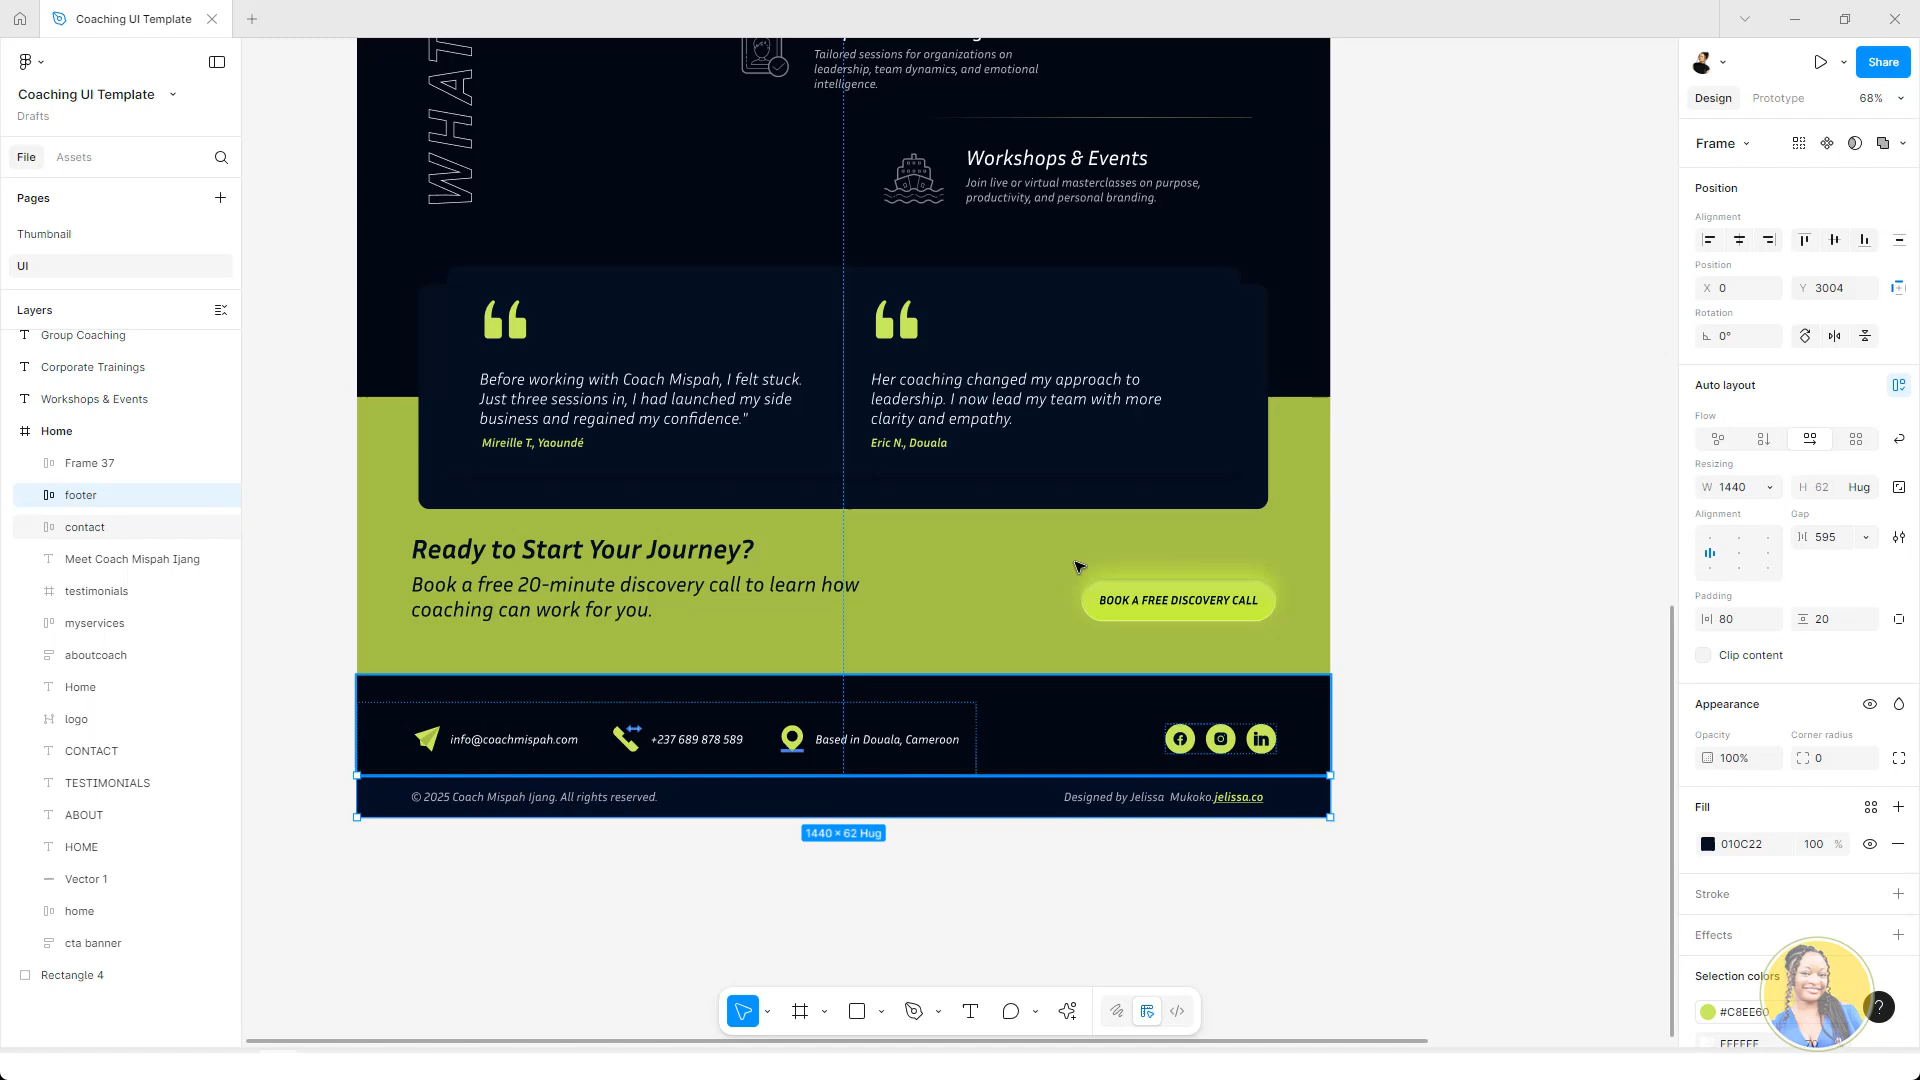 Coaching UI Template
Coaching UI Template
Drafts
File
Assets
Pages
Thumbnail
UI
Layers
Group Coaching
Corporate Trainings
Workshops & Events
Home
Frame 37
footer
contact
Meet Coach Mispah Ijang
testimonials
myservices
aboutcoach
Home
logo
CONTACT
TESTIMONIALS
ABOUT
HOME
Vector 1
home
cta banner
Rectangle 4
WHAT
Tailored sessions for organizations on
leadership, team dynamics, and emotional
intelligence.
Workshops & Events
Join live or virtual masterclasses on purpose,
productivity, and personal branding.
Before working with Coach Mispah, I felt stuck.
Just three sessions in, I had launched my side
business and regained my confidence."
Mireille T., Yaoundé
Her coaching changed my approach to
leadership. I now lead my team with more
clarity and empathy.
Eric N., Douala
Ready to Start Your Journey?
Book a free 20-minute discovery call to learn how
coaching can work for you.
BOOK A FREE DISCOVERY CALL
info@coachmispah.com
+237 689 878 589
Based in Douala, Cameroon
© 2025 Coach Mispah Ijang. All rights reserved.
Designed by Jelissa Mukoko.jelissa.co
1440 × 62 Hug
Share
Design
Prototype
68%
Frame
Position
Alignment
Position
X 0
Y 3004
Rotation
0°
Auto layout
Flow
Resizing
W 1440
H 62 Hug
Alignment
Gap
595
Padding
80
20
Clip content
Appearance
Opacity
Corner radius
100%
0
Fill
010C22 100 %
Stroke
Effects
Selection colors
#C8EE60
FFFFFF
?